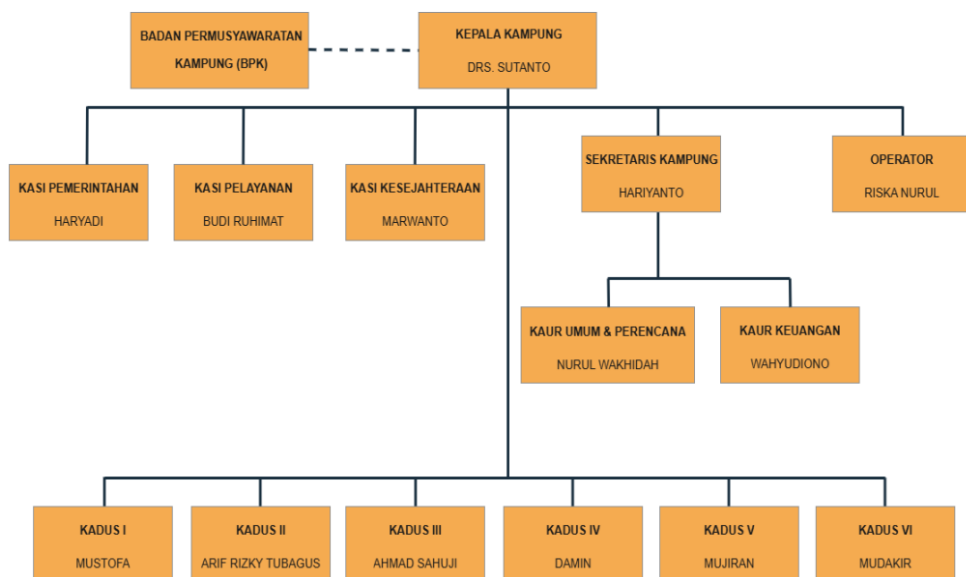 BADAN PERMUSYAWARATAN
KAMPUNG (BPK)
KEPALA KAMPUNG
DRS. SUTANTO
KASI PEMERINTAHAN
HARYADI
KASI PELAYANAN
BUDI RUHIMAT
KASI KESEJAHTERAAN
MARWANTO
SEKRETARIS KAMPUNG
HARIYANTO
OPERATOR
RISKA NURUL
KAUR UMUM & PERENCANA
NURUL WAKHIDAH
KAUR KEUANGAN
WAHYUDIONO
KADUS I
MUSTOFA
KADUS II
ARIF RIZKY TUBAGUS
KADUS III
AHMAD SAHUJI
KADUS IV
DAMIN
KADUS V
MUJIRAN
KADUS VI
MUDAKIR